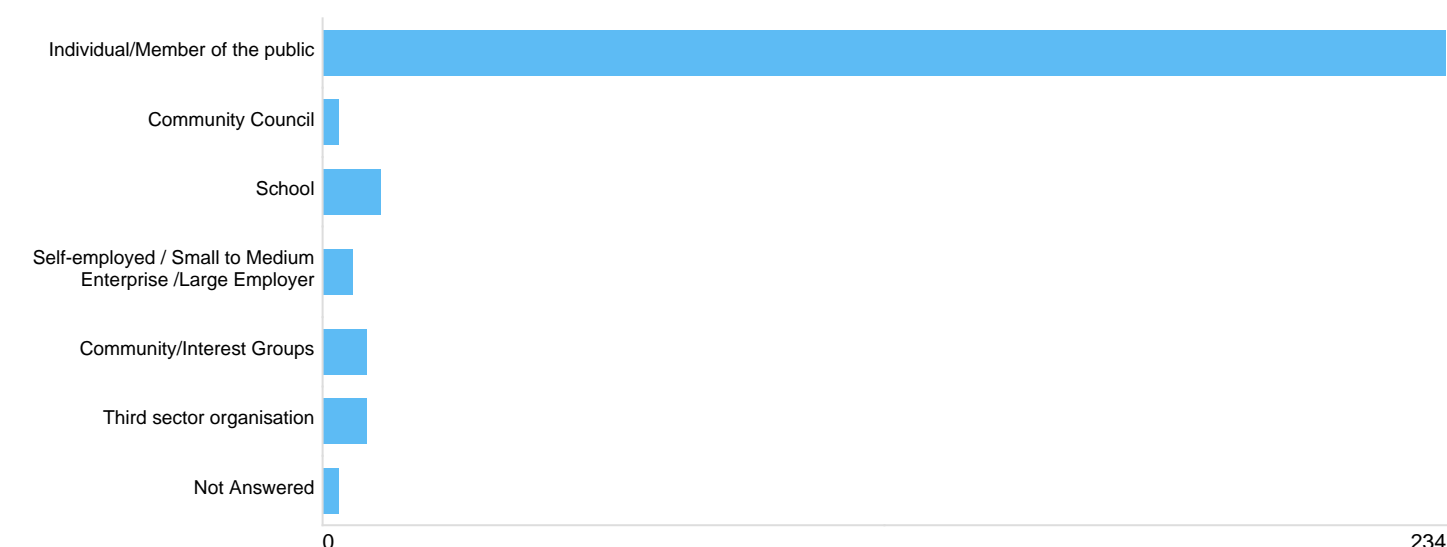 Individual/Member of the public
Community Council
School
Self-employed / Small to Medium
Enterprise /Large Employer
Community/Interest Groups
Third sector organisation
Not Answered
0
234